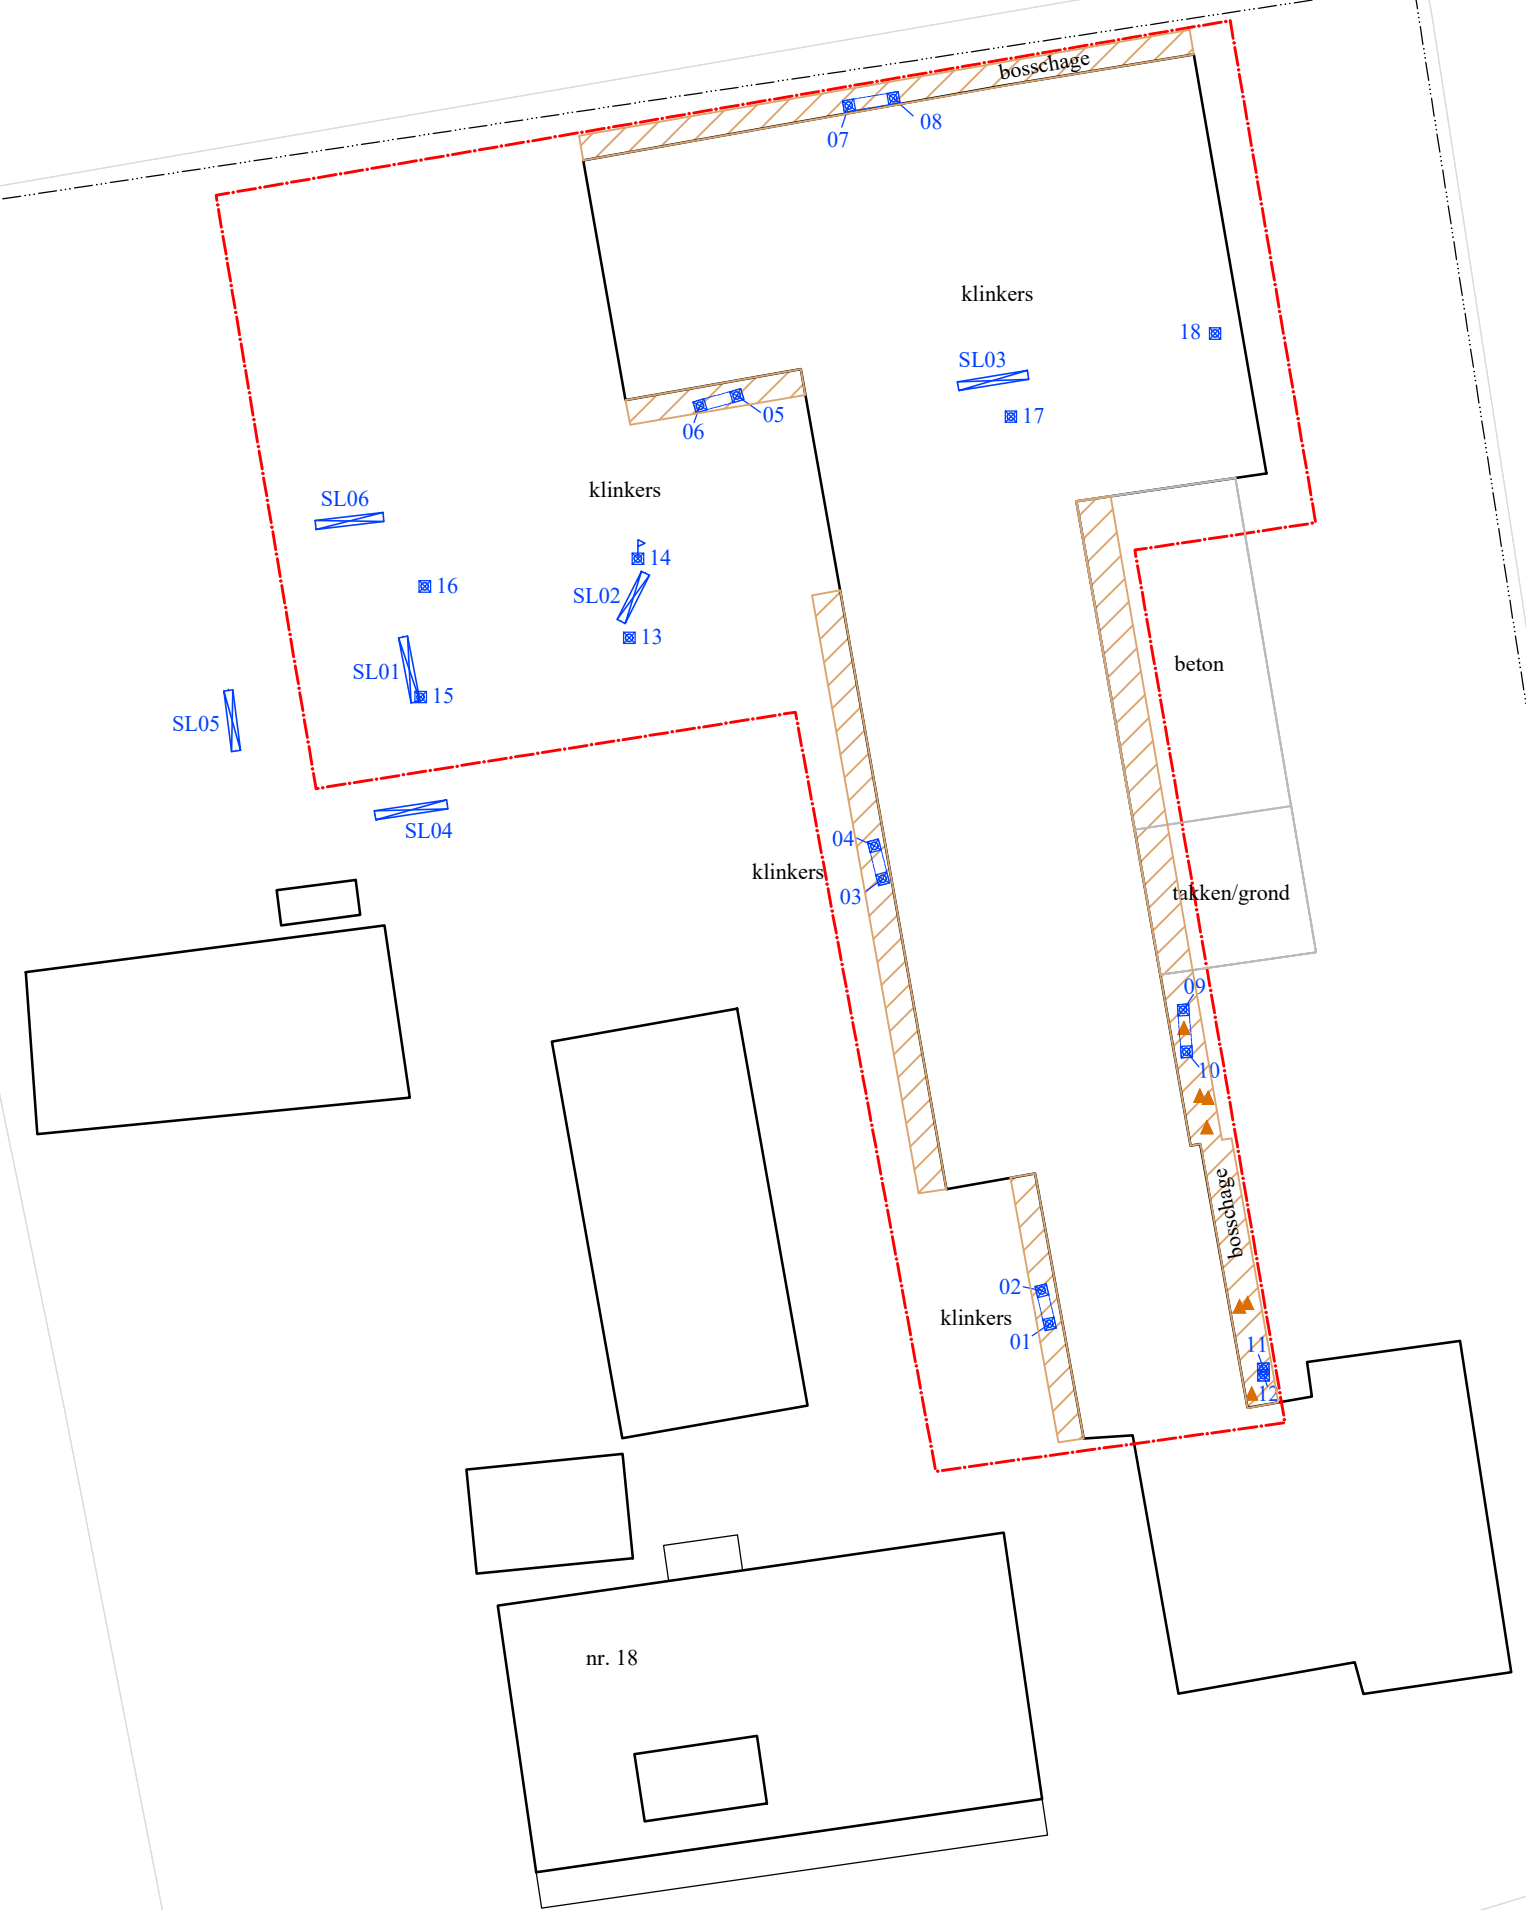 bosschage
07
08
klinkers
18
SL03
17
05
06
klinkers
SL06
14
16
SL02
13
SL01
15
SL05
beton
SL04
04
klinkers
03
takken/grond
09
10
bosschage
02
klinkers
01
11
12
nr. 18